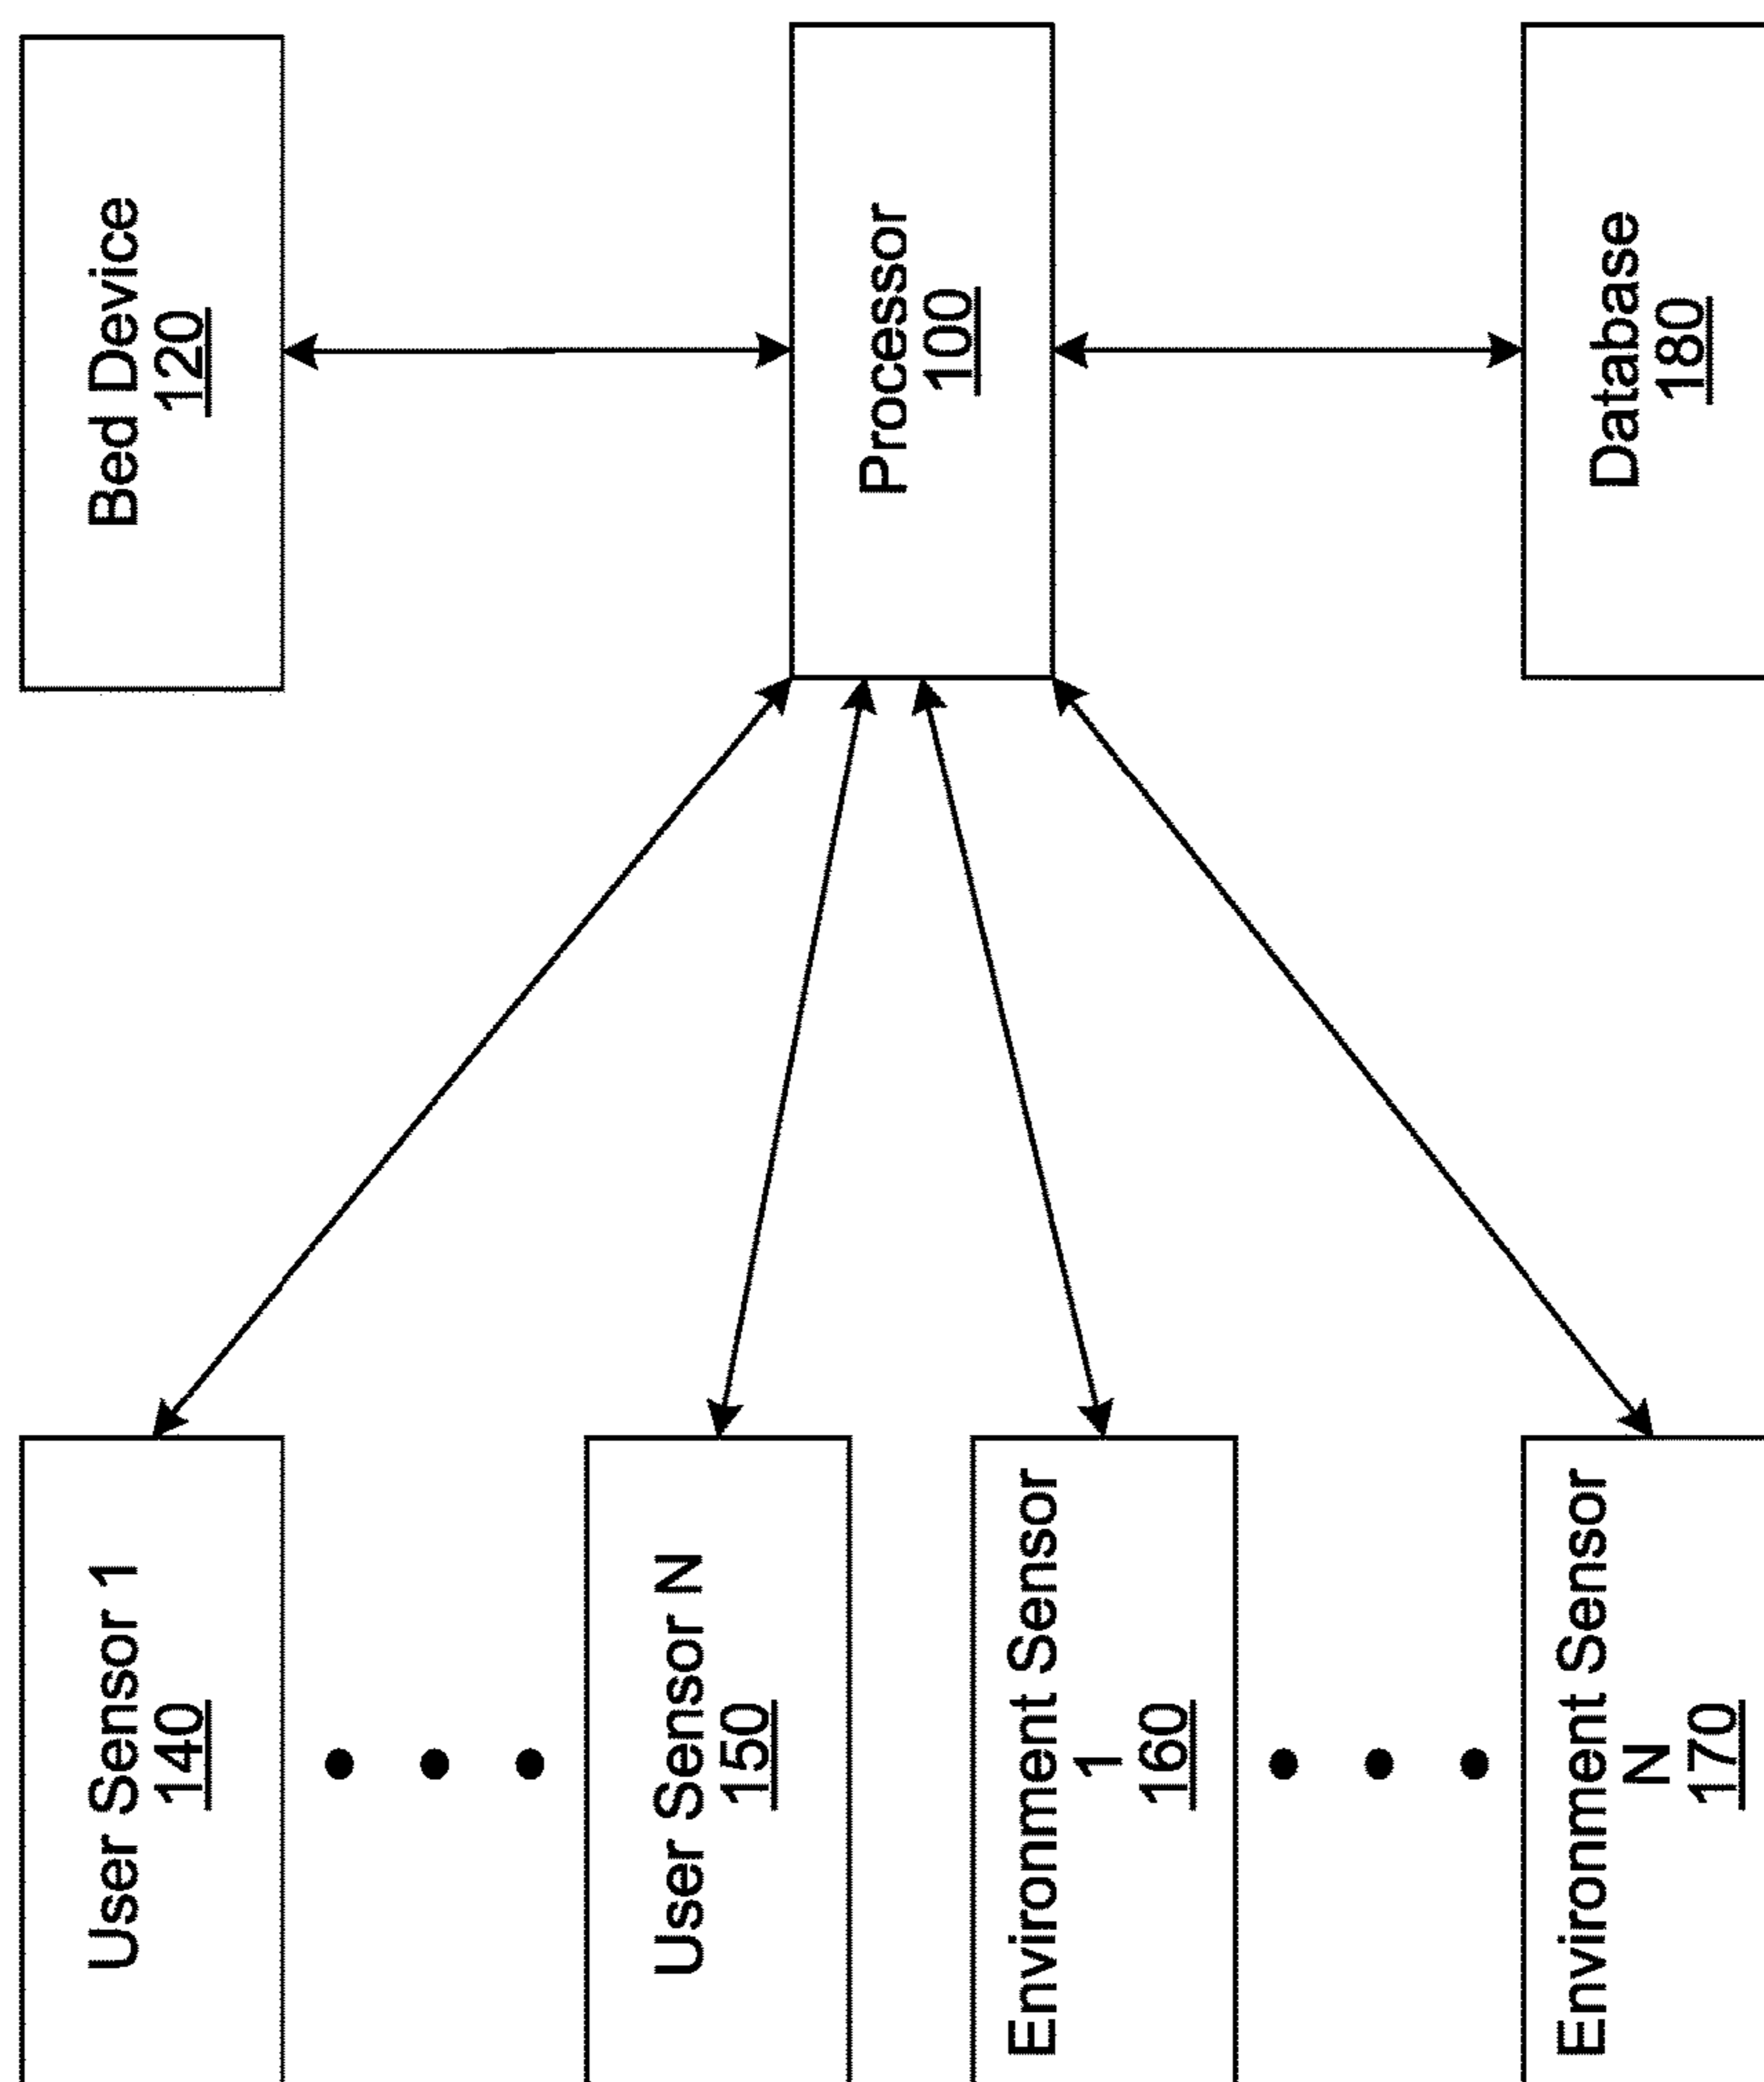 User Sensor 1
140
User Sensor N
150
Environment Sensor
1
160
Environment Sensor
N
170
Bed Device
120
Processor
100
Database
180